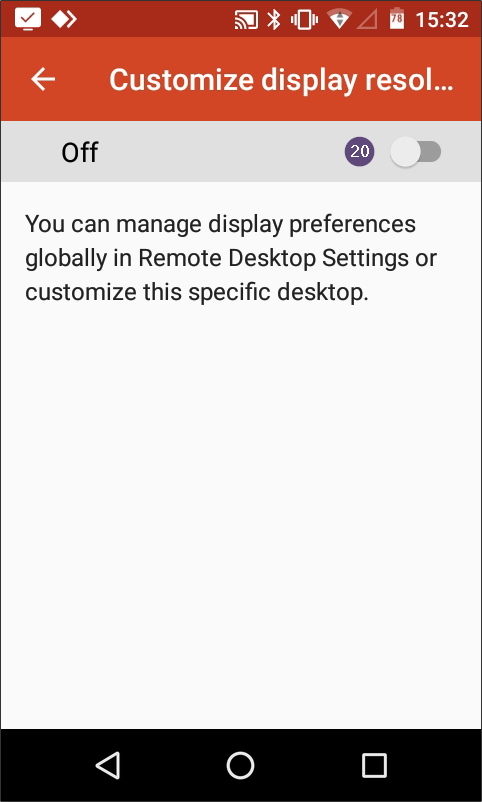 78 15:32
Customize display resol...
Off 20
You can manage display preferences
globally in Remote Desktop Settings or
customize this specific desktop.